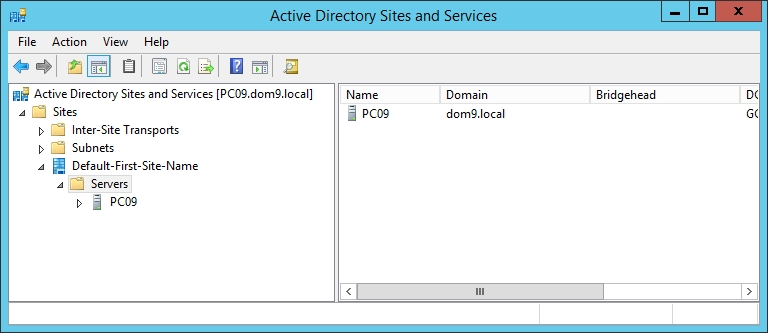 Active Directory Sites and Services
File Action View Help
Active Directory Sites and Services [PC09.dom9.local]
Sites
Inter-Site Transports
Subnets
Default-First-Site-Name
Servers
PC09
Name Domain Bridgehead DC
PC09 dom9.local GC